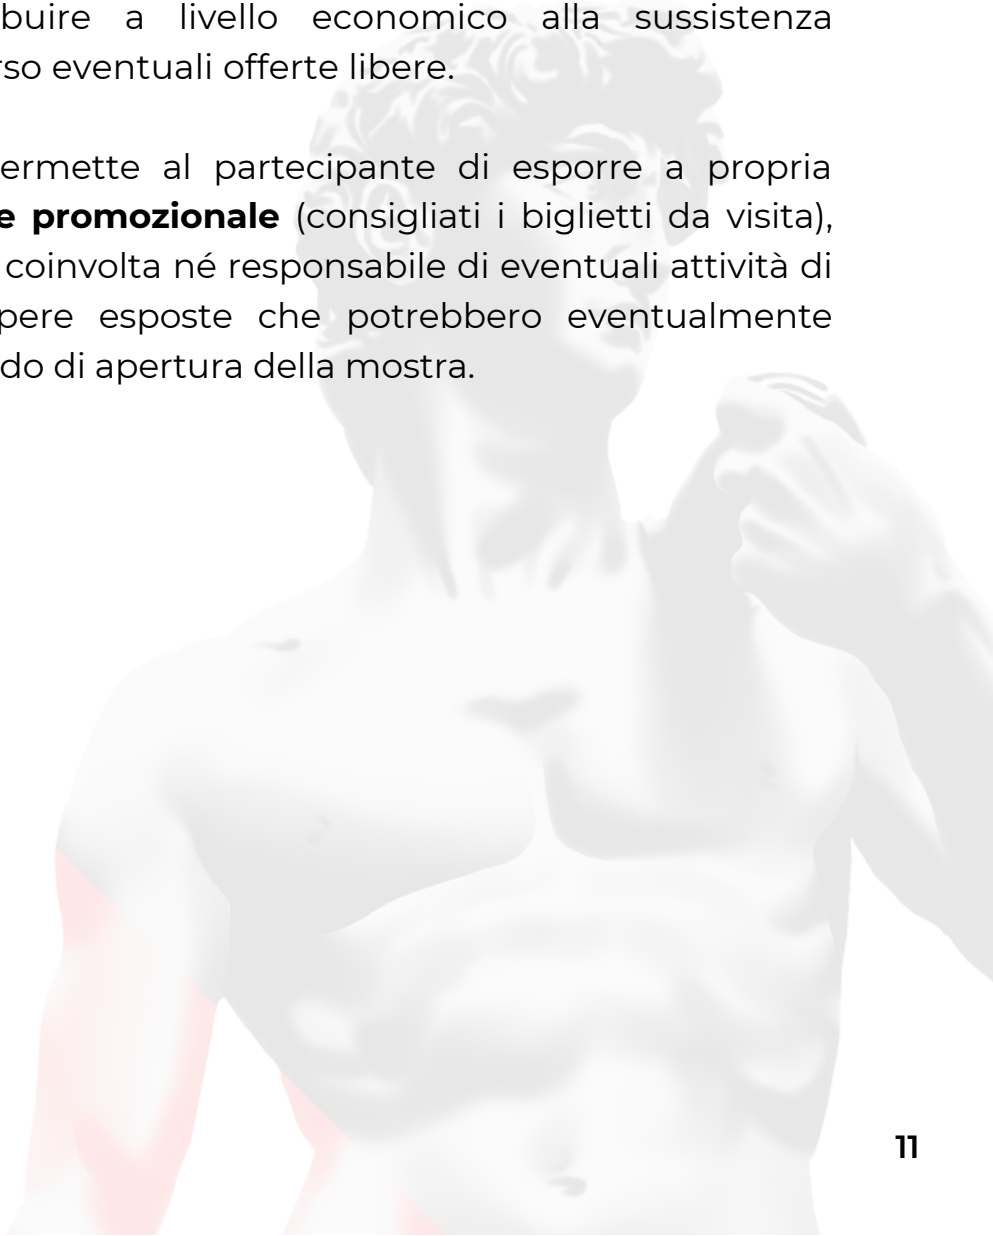 buire a livello economico alla sussistenza
rso eventuali offerte libere.
ermette al partecipante di esporre a propria
e promozionale (consigliati i biglietti da visita),
coinvolta né responsabile di eventuali attività di
pere esposte che potrebbero eventualmente
do di apertura della mostra.
11